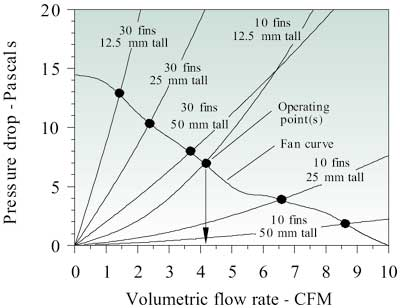 30 fins
12.5 mm tall
10 fins
12.5 mm tall
30 fins
25 mm tall
30 fins
50 mm tall
Operating
point(s)
Fan curve
10 fins
25 mm tall
10 fins
50 mm tall
Pressure drop - Pascals
20
15
10
5
0
0 1 2 3 4 5 6 7 8 9 10
Volumetric flow rate - CFM